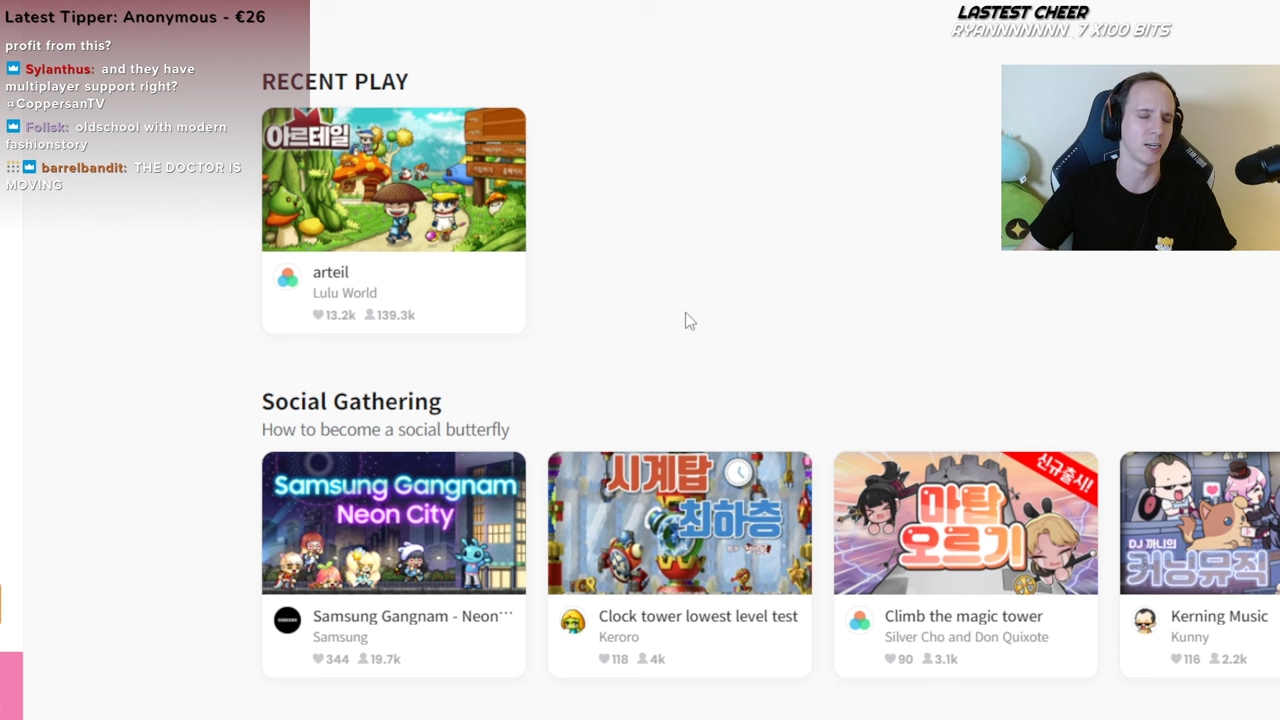 Latest Tipper: Anonymous - €26
profit from this?
Sylanthus: and they have
multiplayer support right?
@CoppersanTV
Folisk: oldschool with modern
fashionstory
barrelbandit: THE DOCTOR IS
MOVING
LASTEST CHEER
RYANNNNNNN_7 X100 BITS
RECENT PLAY
아르테일
arteil
Lulu World
13.2k 139.3k
Social Gathering
How to become a social butterfly
Samsung Gangnam
Neon City
Samsung Gangnam - Neon…
Samsung
344 19.7k
시계탑
최하층
Clock tower lowest level test
Keroro
118 4k
신규출시!
마탑
오르기
Climb the magic tower
Silver Cho and Don Quixote
90 3.1k
DJ 까니의
커닝뮤직
Kerning Music
Kunny
116 2.2k